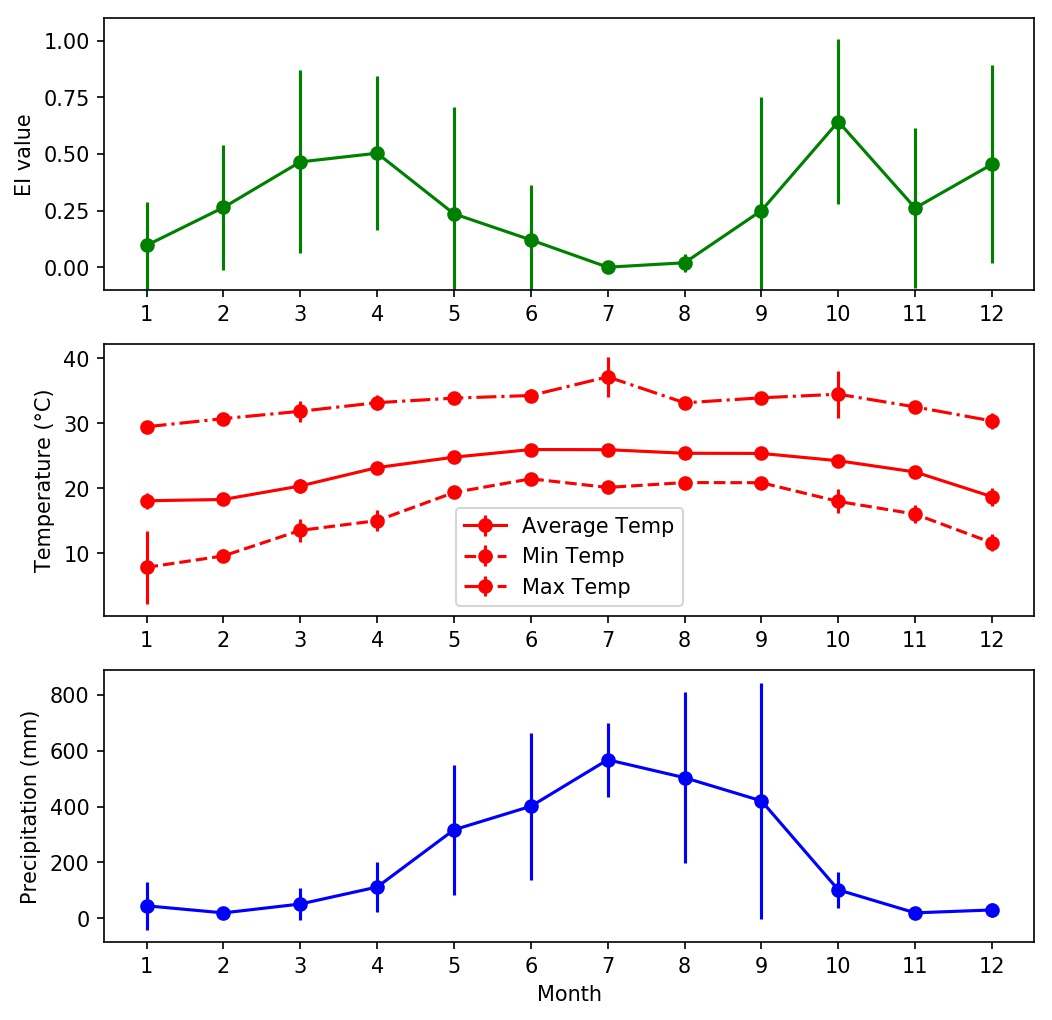 EI value
1.00
0.75
0.50
0.25
0.00
1 2 3 4 5 6 7 8 9 10 11 12
Temperature (°C)
40
30
20
10
Average Temp
Min Temp
Max Temp
1 2 3 4 5 6 7 8 9 10 11 12
Precipitation (mm)
800
600
400
200
0
1 2 3 4 5 6 7 8 9 10 11 12
Month